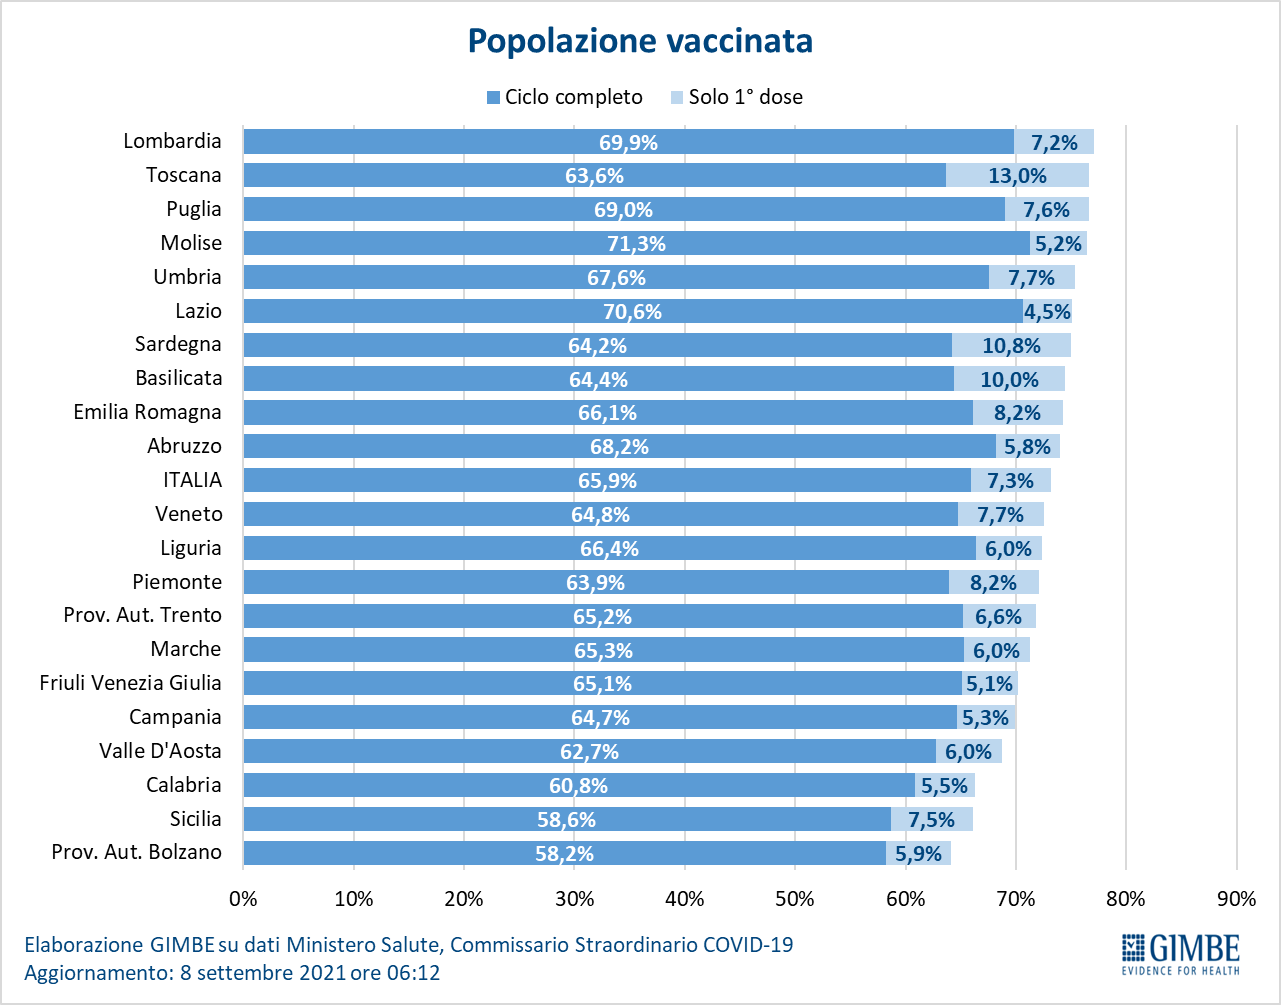 Popolazione vaccinata
Ciclo completo Solo 1° dose
Lombardia 69,9% 7,2%
Toscana 63,6% 13,0%
Puglia 69,0% 7,6%
Molise 71,3% 5,2%
Umbria 67,6% 7,7%
Lazio 70,6% 4,5%
Sardegna 64,2% 10,8%
Basilicata 64,4% 10,0%
Emilia Romagna 66,1% 8,2%
Abruzzo 68,2% 5,8%
ITALIA 65,9% 7,3%
Veneto 64,8% 7,7%
Liguria 66,4% 6,0%
Piemonte 63,9% 8,2%
Prov. Aut. Trento 65,2% 6,6%
Marche 65,3% 6,0%
Friuli Venezia Giulia 65,1% 5,1%
Campania 64,7% 5,3%
Valle D'Aosta 62,7% 6,0%
Calabria 60,8% 5,5%
Sicilia 58,6% 7,5%
Prov. Aut. Bolzano 58,2% 5,9%
0% 10% 20% 30% 40% 50% 60% 70% 80% 90%
Elaborazione GIMBE su dati Ministero Salute, Commissario Straordinario COVID-19
Aggiornamento: 8 settembre 2021 ore 06:12
GIMBE
EVIDENCE FOR HEALTH